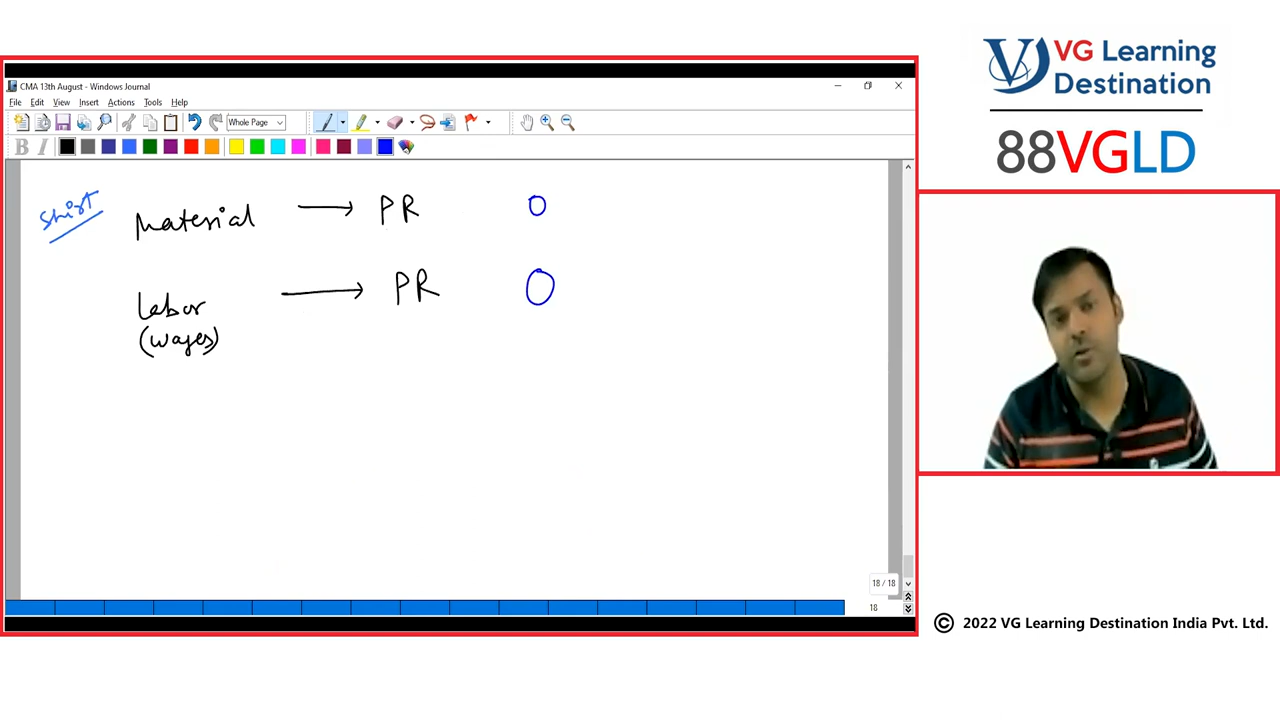 CMA 13th August - Windows Journal
File Edit View Insert Actions Tools Help
Whole Page
B I
Shirt
Material → PR O
Labor → PR O
(wages)
18 / 18
18
VG Learning
Destination
88VGLD
© 2022 VG Learning Destination India Pvt. Ltd.